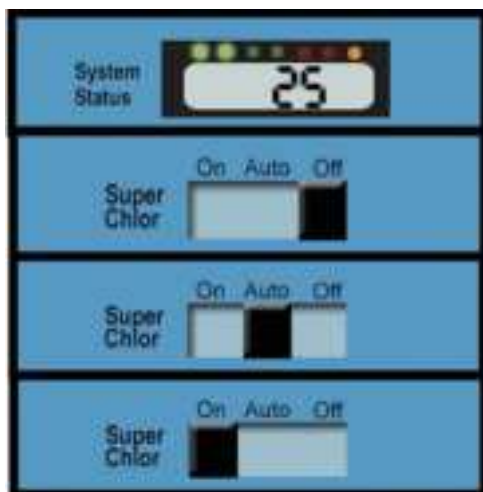 System
Status
25
On Auto Off
Super
Chlor
On Auto Off
Super
Chlor
On Auto Off
Super
Chlor